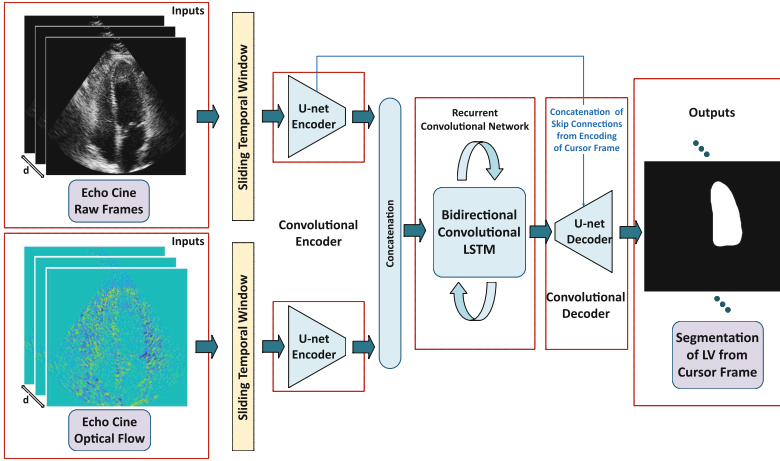 Inputs
d
Echo Cine
Raw Frames
Sliding Temporal Window
U-net
Encoder
Inputs
d
Echo Cine
Optical Flow
Sliding Temporal Window
U-net
Encoder
Convolutional
Encoder
Concatenation
Recurrent
Convolutional Network
Bidirectional
Convolutional
LSTM
Concatenation of
Skip Connections
from Encoding
of Cursor Frame
U-net
Decoder
Convolutional
Decoder
Outputs
Segmentation
of LV from
Cursor Frame